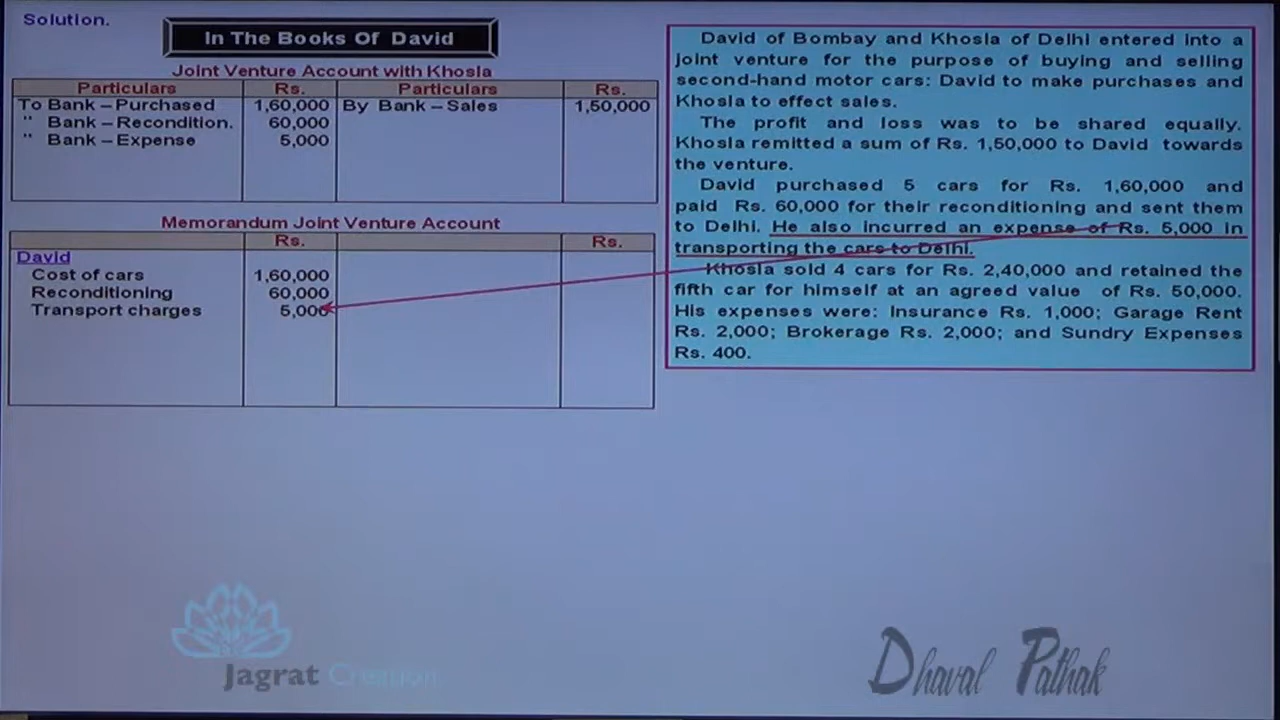 Solution.
In The Books Of David
Joint Venture Account with Khosla
Particulars Rs. Particulars Rs.
To Bank – Purchased 1,60,000 By Bank – Sales 1,50,000
" Bank – Recondition. 60,000
" Bank – Expense 5,000
Memorandum Joint Venture Account
Rs. Rs.
David
Cost of cars 1,60,000
Reconditioning 60,000
Transport charges 5,000
David of Bombay and Khosla of Delhi entered into a
joint venture for the purpose of buying and selling
second-hand motor cars: David to make purchases and
Khosla to effect sales.
The profit and loss was to be shared equally.
Khosla remitted a sum of Rs. 1,50,000 to David towards
the venture.
David purchased 5 cars for Rs. 1,60,000 and
paid Rs. 60,000 for their reconditioning and sent them
to Delhi. He also incurred an expense of Rs. 5,000 in
transporting the cars to Delhi.
Khosla sold 4 cars for Rs. 2,40,000 and retained the
fifth car for himself at an agreed value of Rs. 50,000.
His expenses were: Insurance Rs. 1,000; Garage Rent
Rs. 2,000; Brokerage Rs. 2,000; and Sundry Expenses
Rs. 400.
Jagrat Creation
Dhaval Pathak